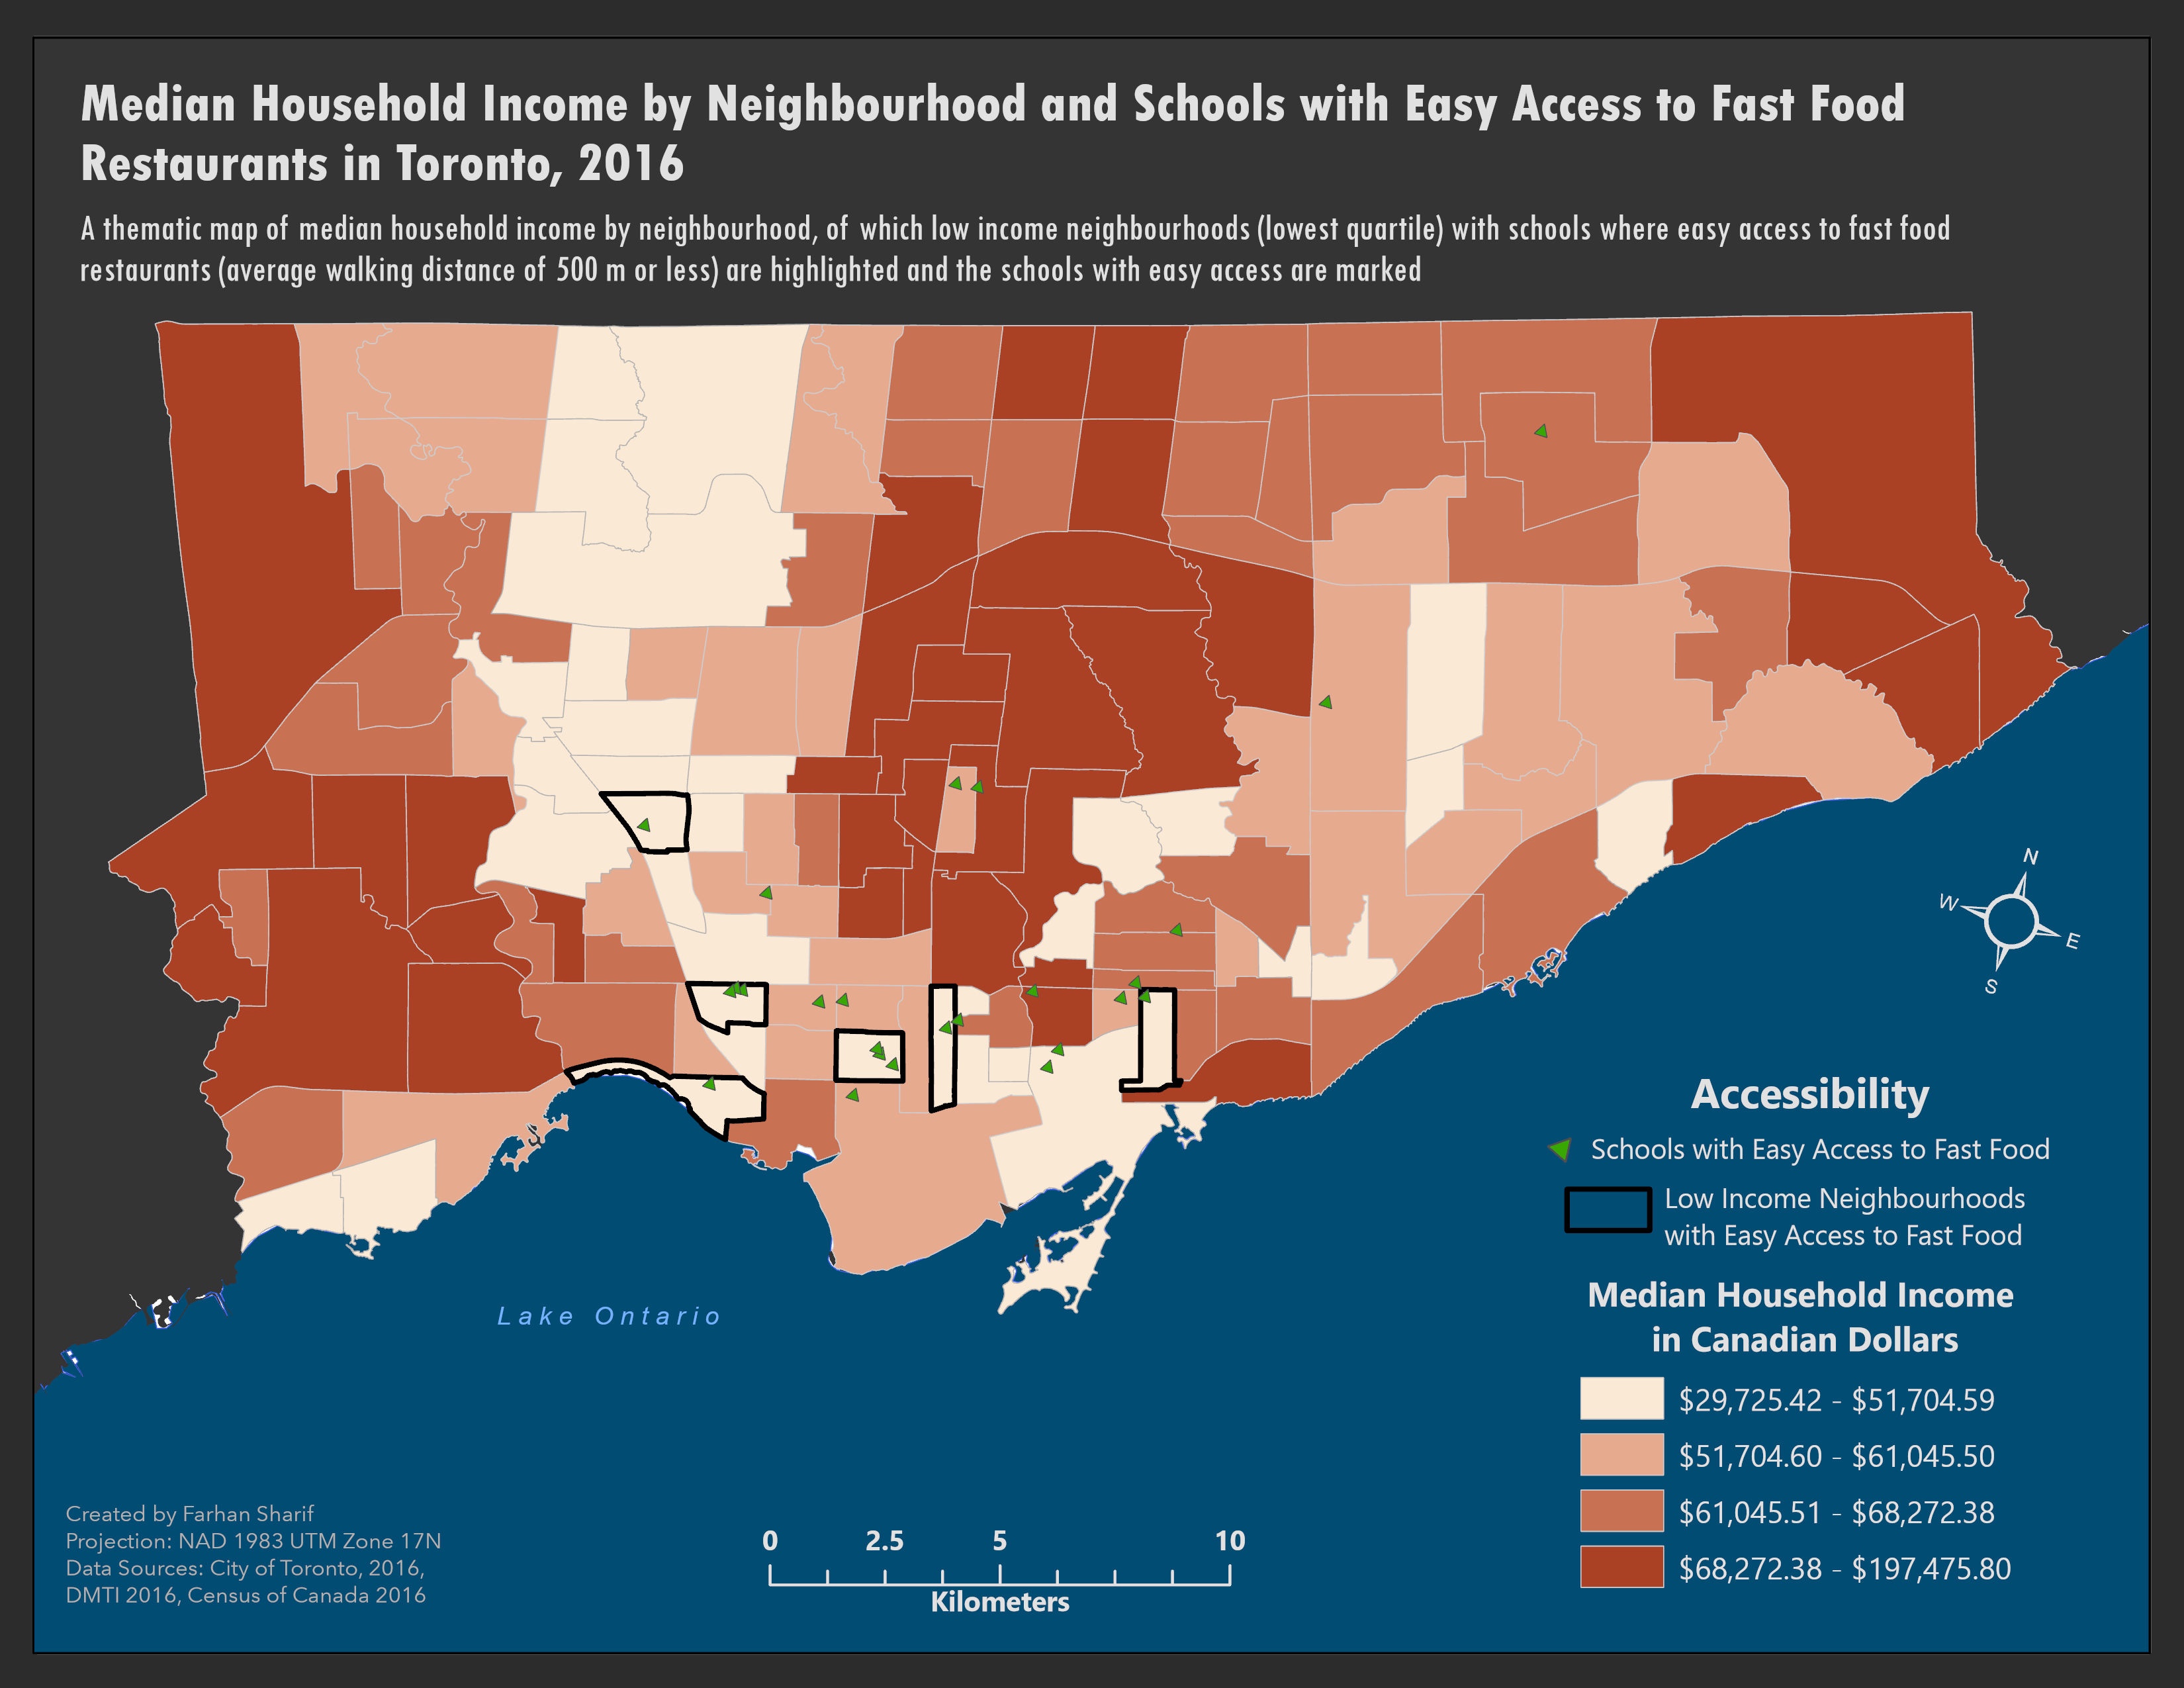 Median Household Income by Neighbourhood and Schools with Easy Access to Fast Food
Restaurants in Toronto, 2016
A thematic map of median household income by neighbourhood, of which low income neighbourhoods (lowest quartile) with schools where easy access to fast food
restaurants (average walking distance of 500 m or less) are highlighted and the schools with easy access are marked
N
W
E
S
Accessibility
Schools with Easy Access to Fast Food
Low Income Neighbourhoods
with Easy Access to Fast Food
Lake Ontario
Median Household Income
in Canadian Dollars
$29,725.42 - $51,704.59
$51,704.60 - $61,045.50
$61,045.51 - $68,272.38
$68,272.38 - $197,475.80
Created by Farhan Sharif
Projection: NAD 1983 UTM Zone 17N
Data Sources: City of Toronto, 2016,
DMTI 2016, Census of Canada 2016
0 2.5 5 10
Kilometers